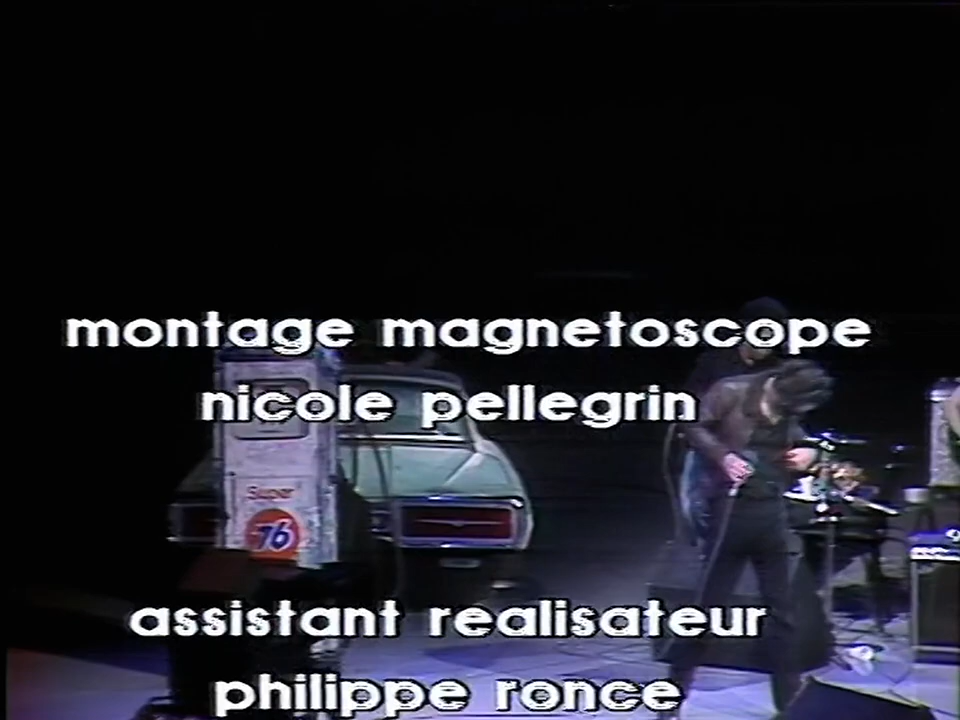 montage magnetoscope
nicole pellegrin
Super
76
assistant realisateur
philippe ronce